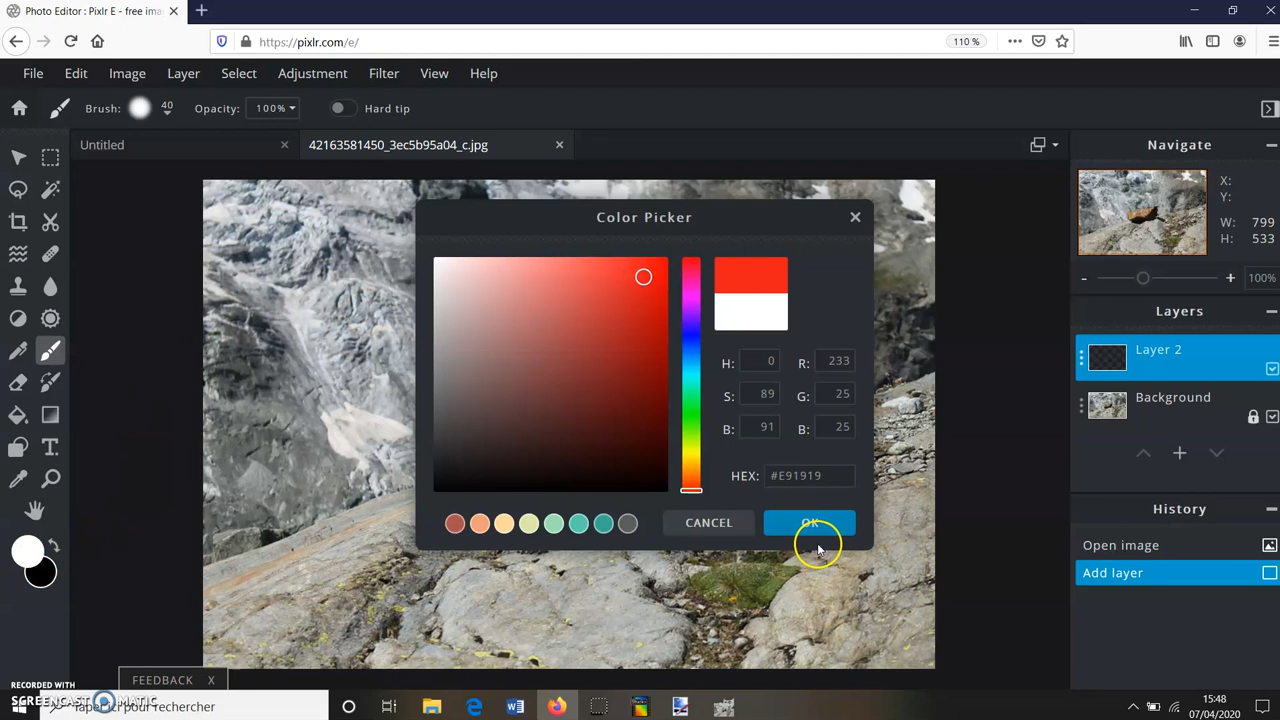 Photo Editor : Pixlr E - free ima
https://pixlr.com/e/
110 %
File Edit Image Layer Select Adjustment Filter View Help
Brush: 40 Opacity: 100% Hard tip
Untitled
42163581450_3ec5b95a04_c.jpg
Navigate
X:
Y:
W: 799
H: 533
- + 100%
Color Picker
H: 0 R: 233
S: 89 G: 25
B: 91 B: 25
HEX: #E91919
CANCEL OK
Layers
Layer 2
Background
History
Open image
Add layer
FEEDBACK X
RECORDED WITH
SCREENCAST MATIC
pour rechercher
15:48
07/04/2020